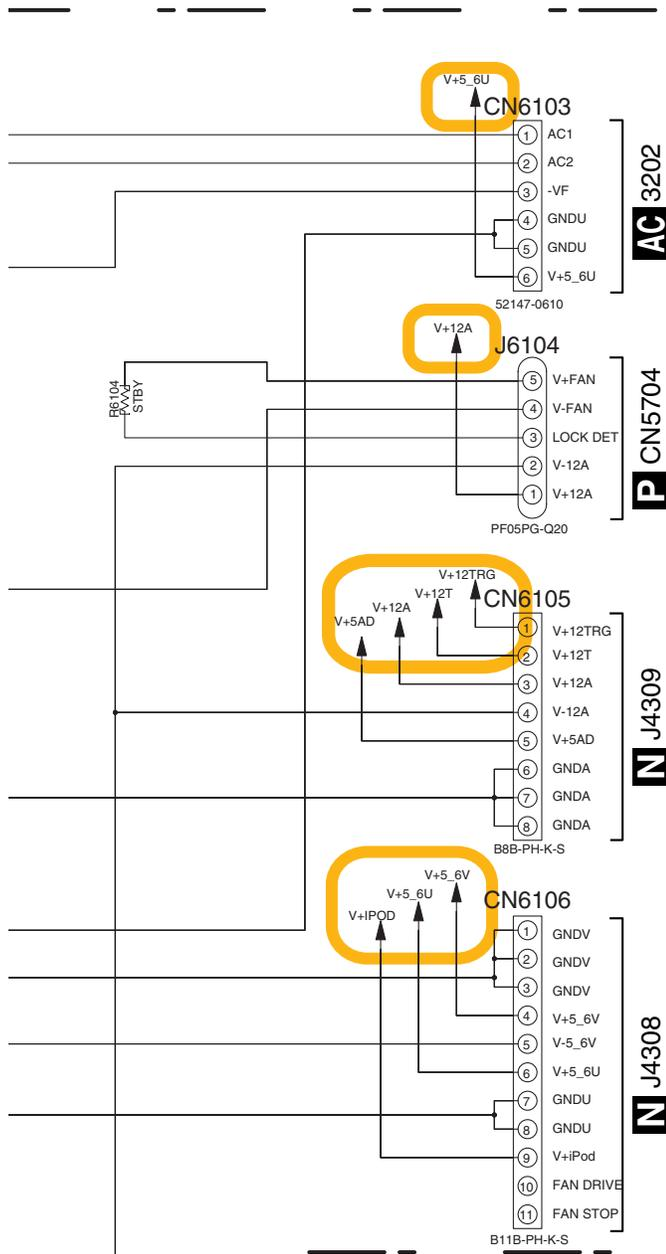 V+5_6U
CN6103
1 AC1
2 AC2
3 -VF
4 GNDU
5 GNDU
6 V+5_6U
52147-0610
AC 3202
V+12A
J6104
R6104
STBY
5 V+FAN
4 V-FAN
3 LOCK DET
2 V-12A
1 V+12A
PF05PG-Q20
P CN5704
V+12TRG
V+12T
V+12A
V+5AD
CN6105
1 V+12TRG
2 V+12T
3 V+12A
4 V-12A
5 V+5AD
6 GNDA
7 GNDA
8 GNDA
B8B-PH-K-S
N J4309
V+5_6V
V+5_6U
V+IPOD
CN6106
1 GNDV
2 GNDV
3 GNDV
4 V+5_6V
5 V-5_6V
6 V+5_6U
7 GNDU
8 GNDU
9 V+iPod
10 FAN DRIVE
11 FAN STOP
B11B-PH-K-S
N J4308